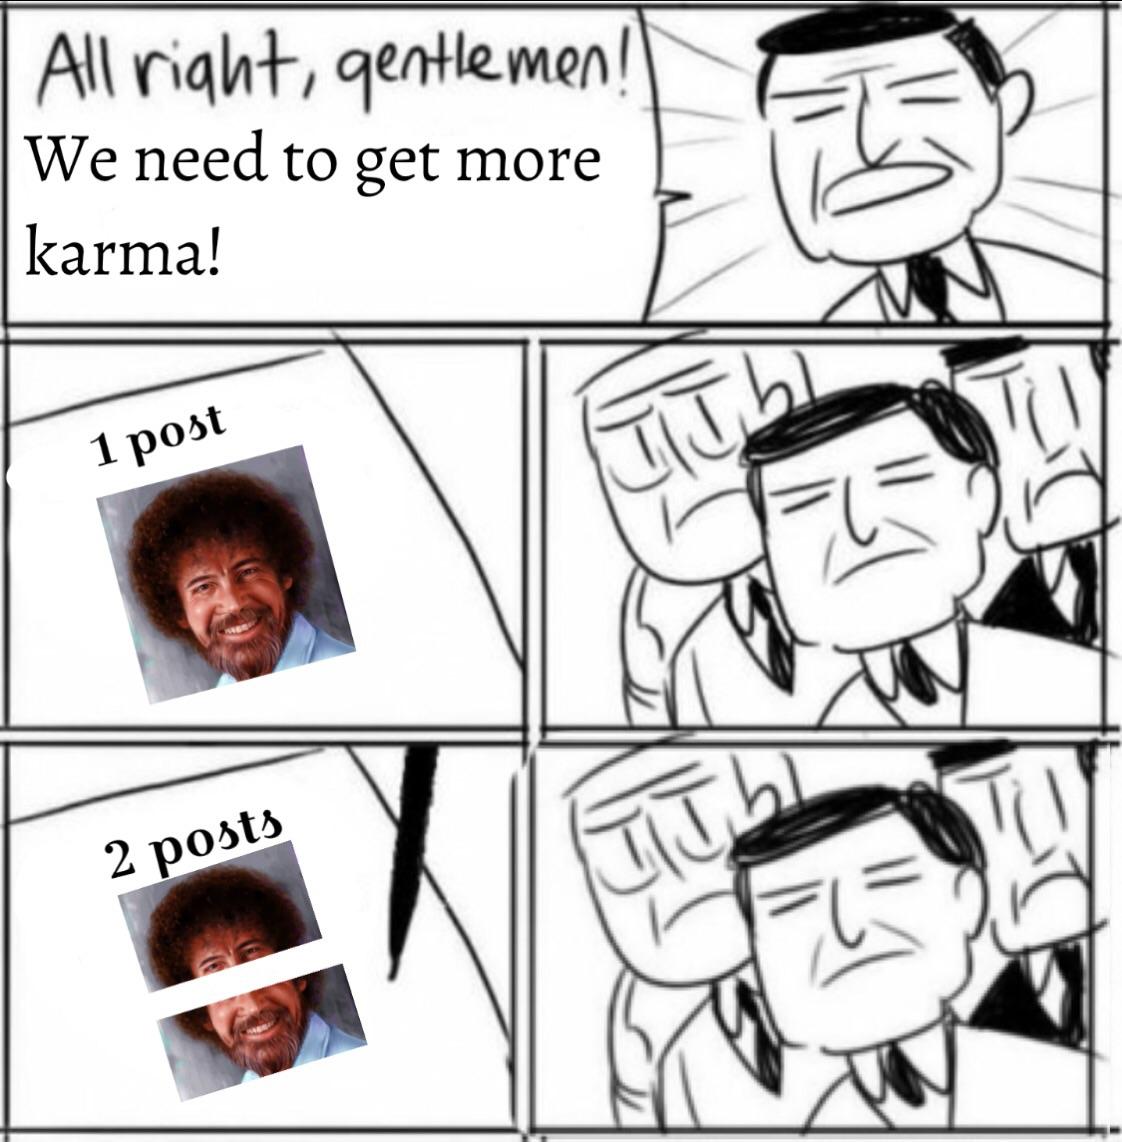 All right, gentlemen!
We need to get more
karma!
1 post
2 posts